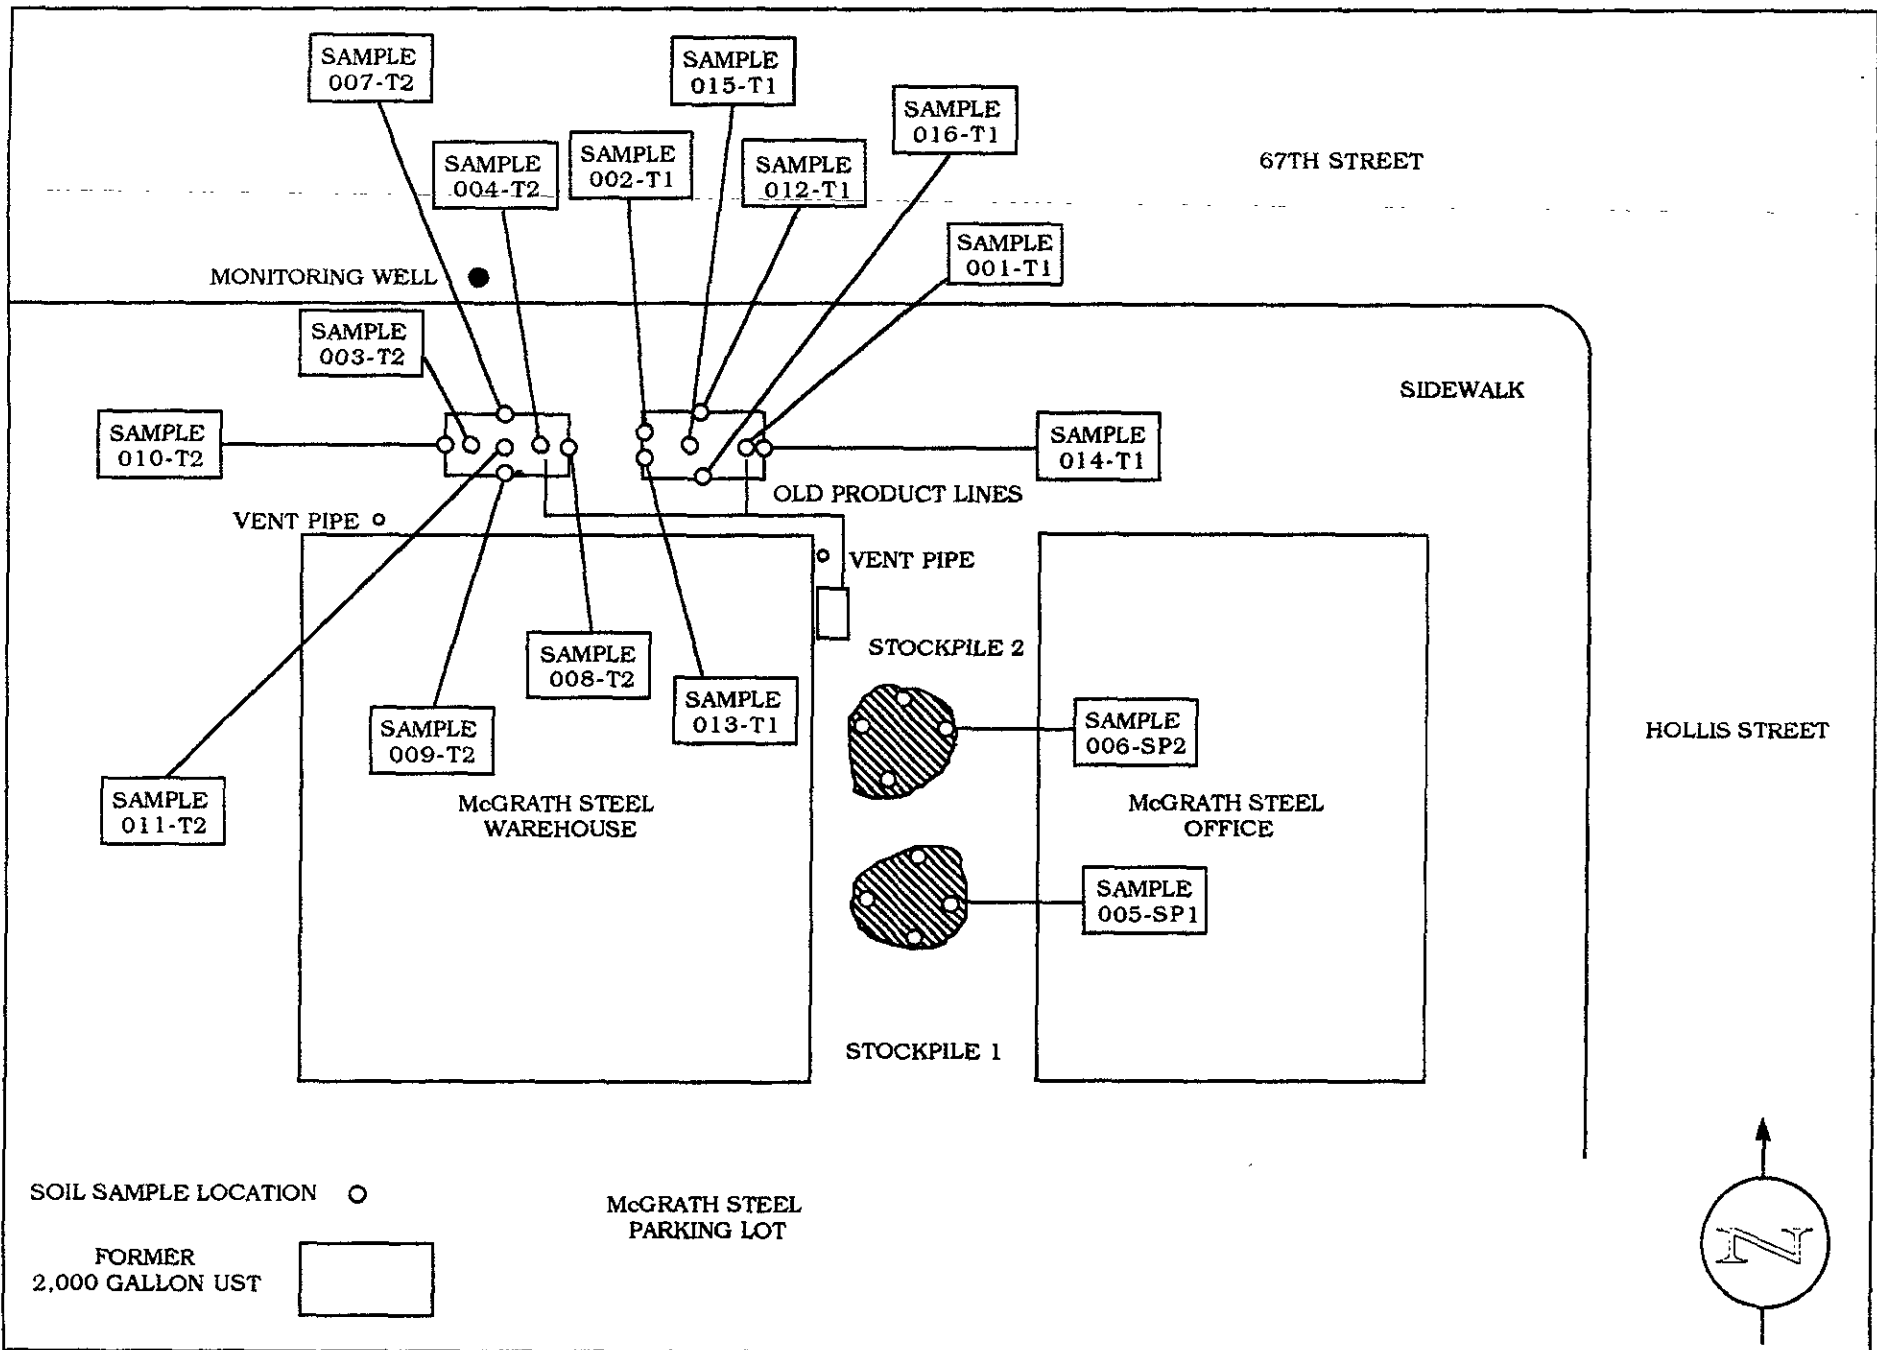 SAMPLE
007-T2
SAMPLE
015-T1
SAMPLE
016-T1
SAMPLE
004-T2
SAMPLE
002-T1
SAMPLE
012-T1
67TH STREET
SAMPLE
001-T1
MONITORING WELL
SAMPLE
003-T2
SIDEWALK
SAMPLE
010-T2
SAMPLE
014-T1
OLD PRODUCT LINES
VENT PIPE
VENT PIPE
SAMPLE
008-T2
STOCKPILE 2
SAMPLE
013-T1
SAMPLE
009-T2
SAMPLE
006-SP2
HOLLIS STREET
SAMPLE
011-T2
McGRATH STEEL
WAREHOUSE
McGRATH STEEL
OFFICE
SAMPLE
005-SP1
STOCKPILE 1
SOIL SAMPLE LOCATION
McGRATH STEEL
PARKING LOT
FORMER
2,000 GALLON UST
N